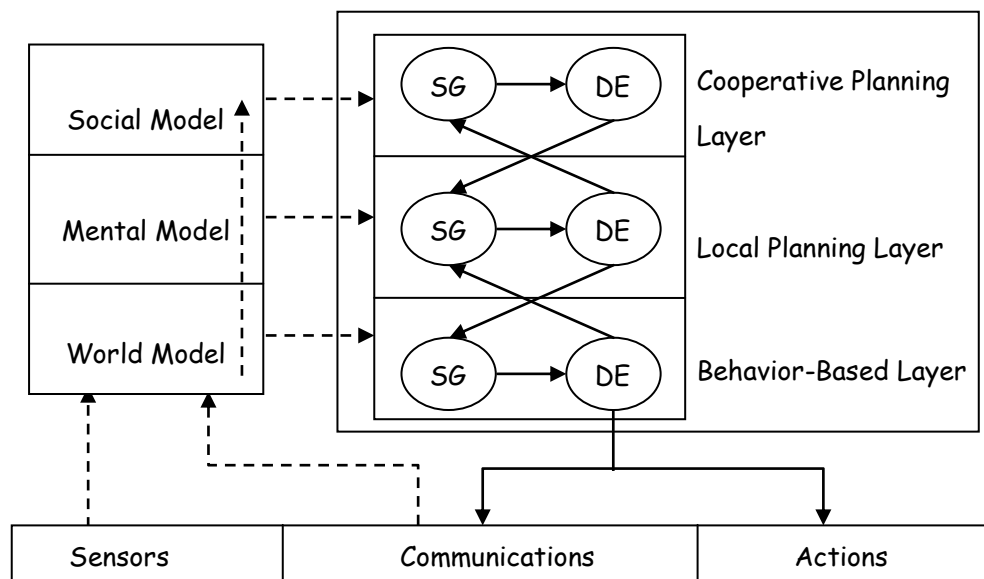 Social Model
Mental Model
World Model
SG DE
Cooperative Planning
Layer
SG DE
Local Planning Layer
SG DE
Behavior-Based Layer
Sensors
Communications
Actions